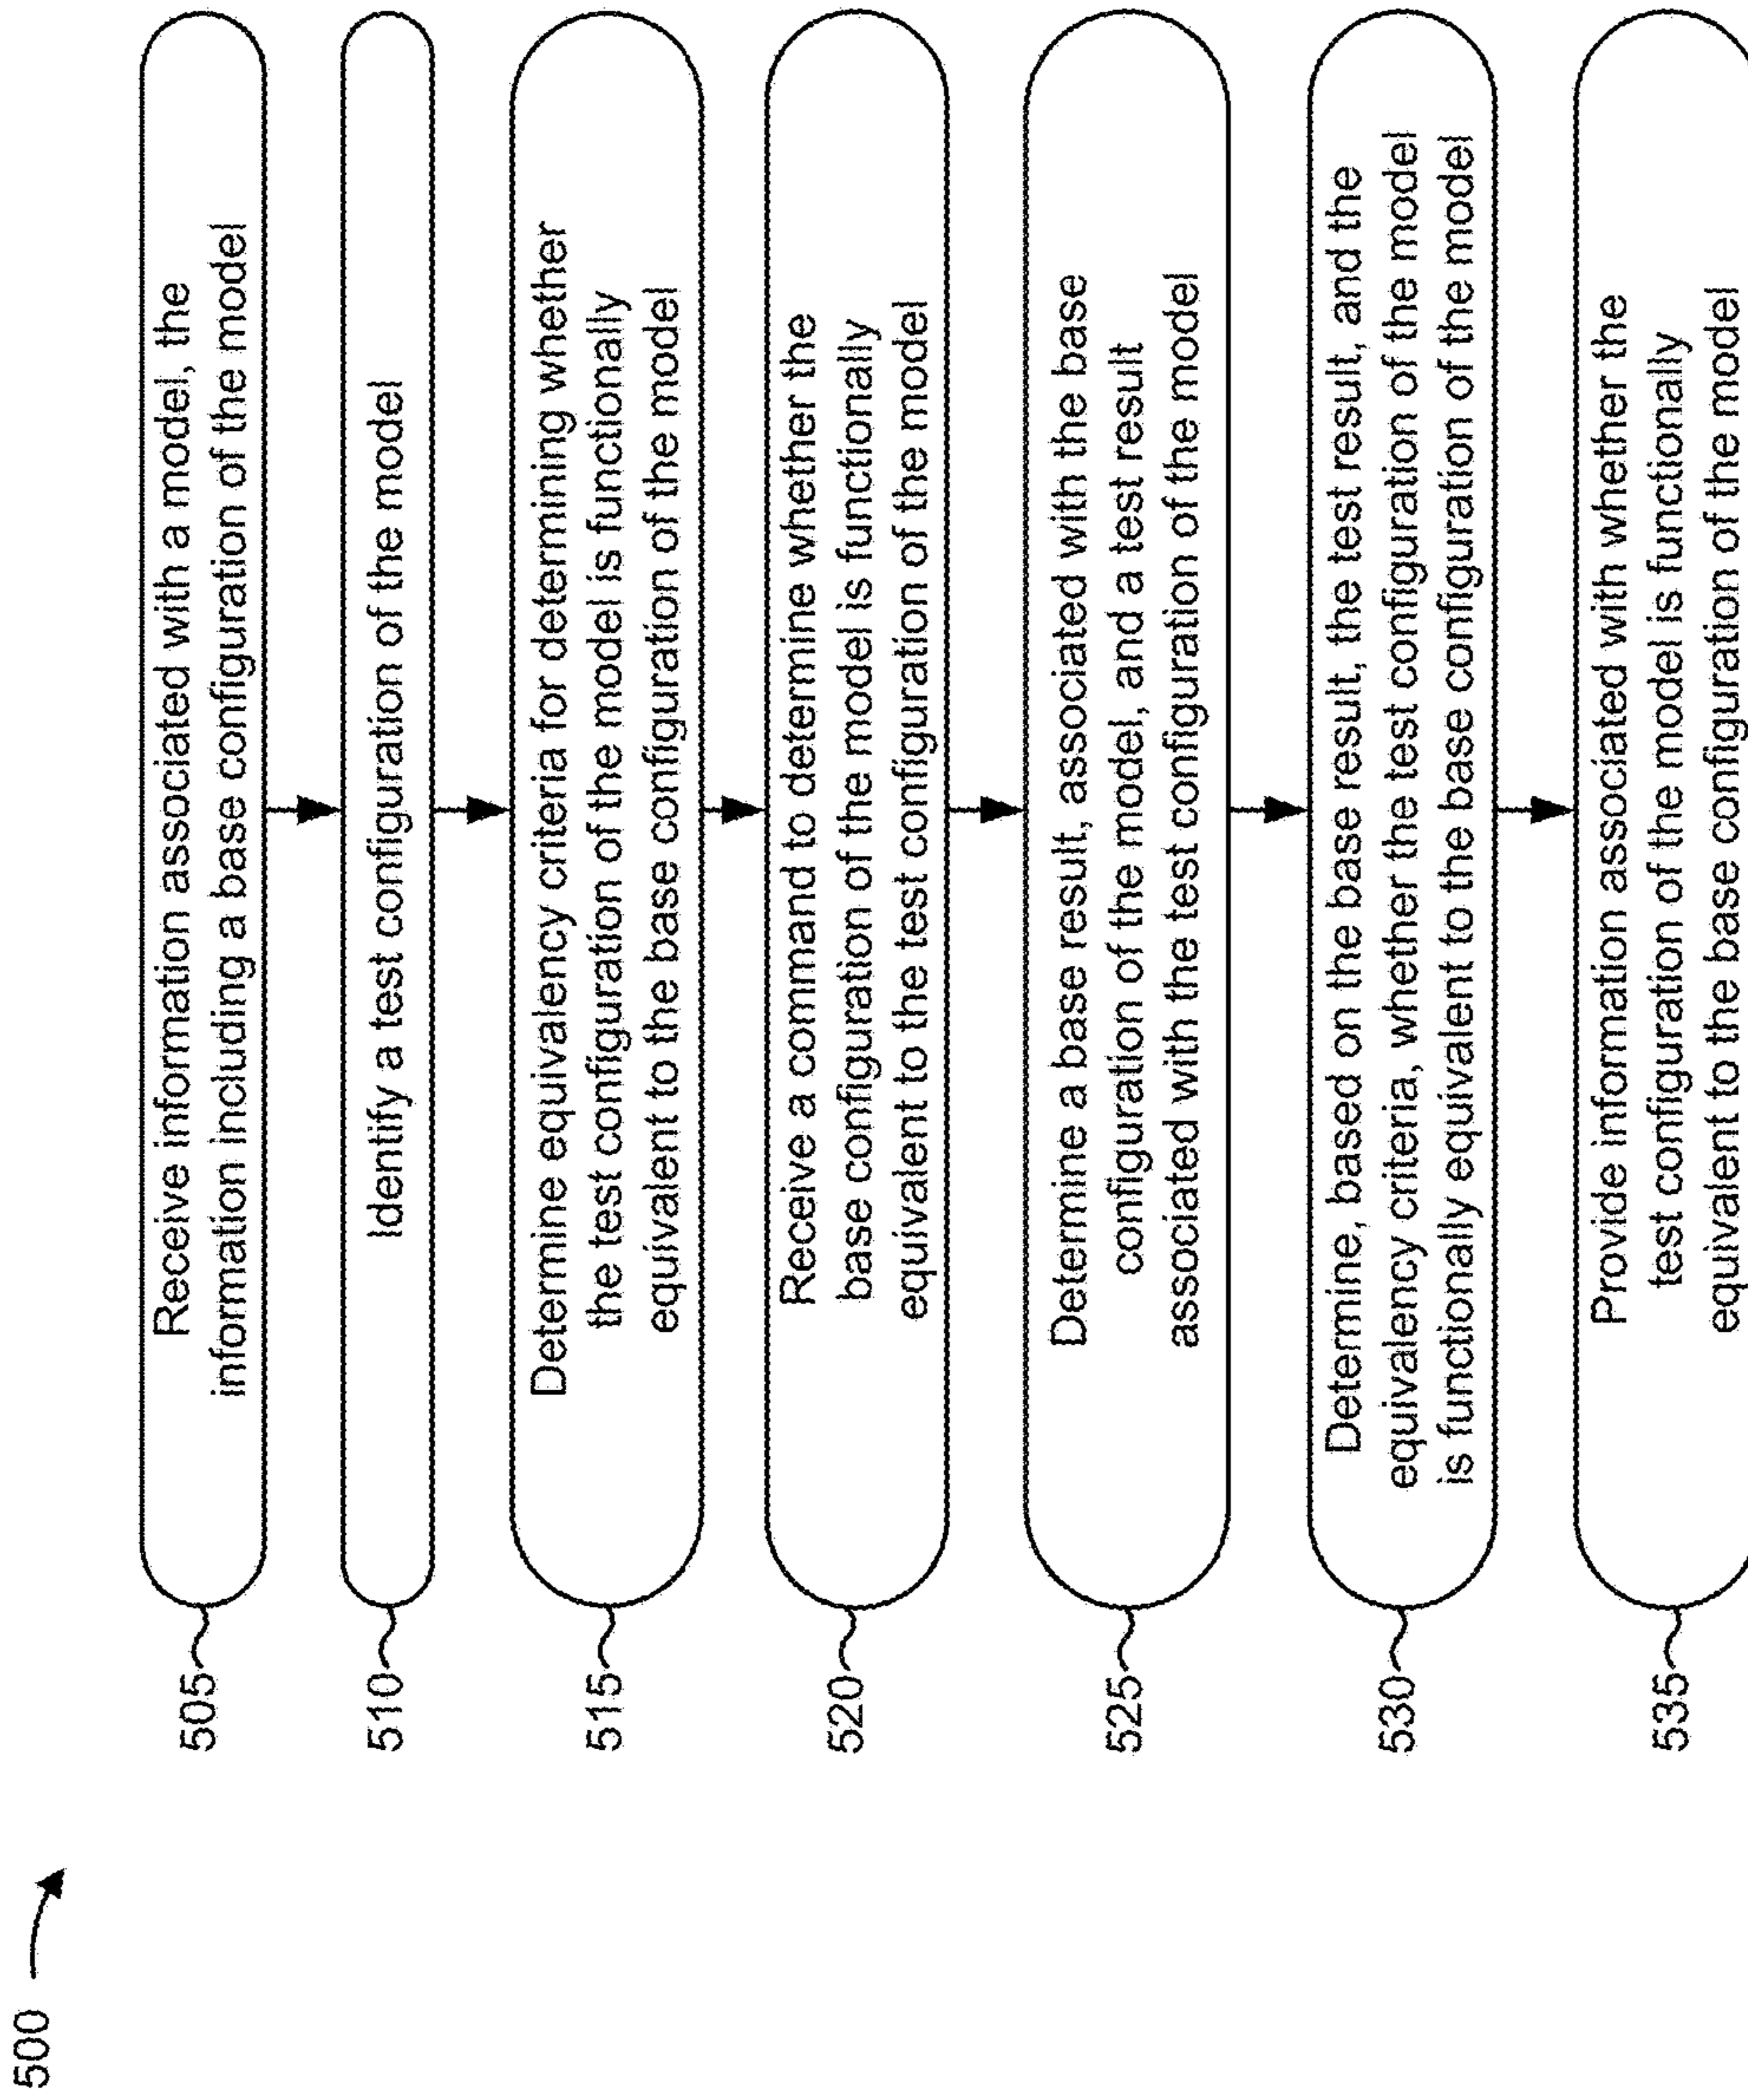 500
505
Receive information associated with a model, the
information including a base configuration of the model
510
Identify a test configuration of the model
515
Determine equivalency criteria for determining whether
the test configuration of the model is functionally
equivalent to the base configuration of the model
520
Receive a command to determine whether the
base configuration of the model is functionally
equivalent to the test configuration of the model
525
Determine a base result, associated with the base
configuration of the model, and a test result
associated with the test configuration of the model
530
Determine, based on the base result, the test result, and the
equivalency criteria, whether the test configuration of the model
is functionally equivalent to the base configuration of the model
535
Provide information associated with whether the
test configuration of the model is functionally
equivalent to the base configuration of the model